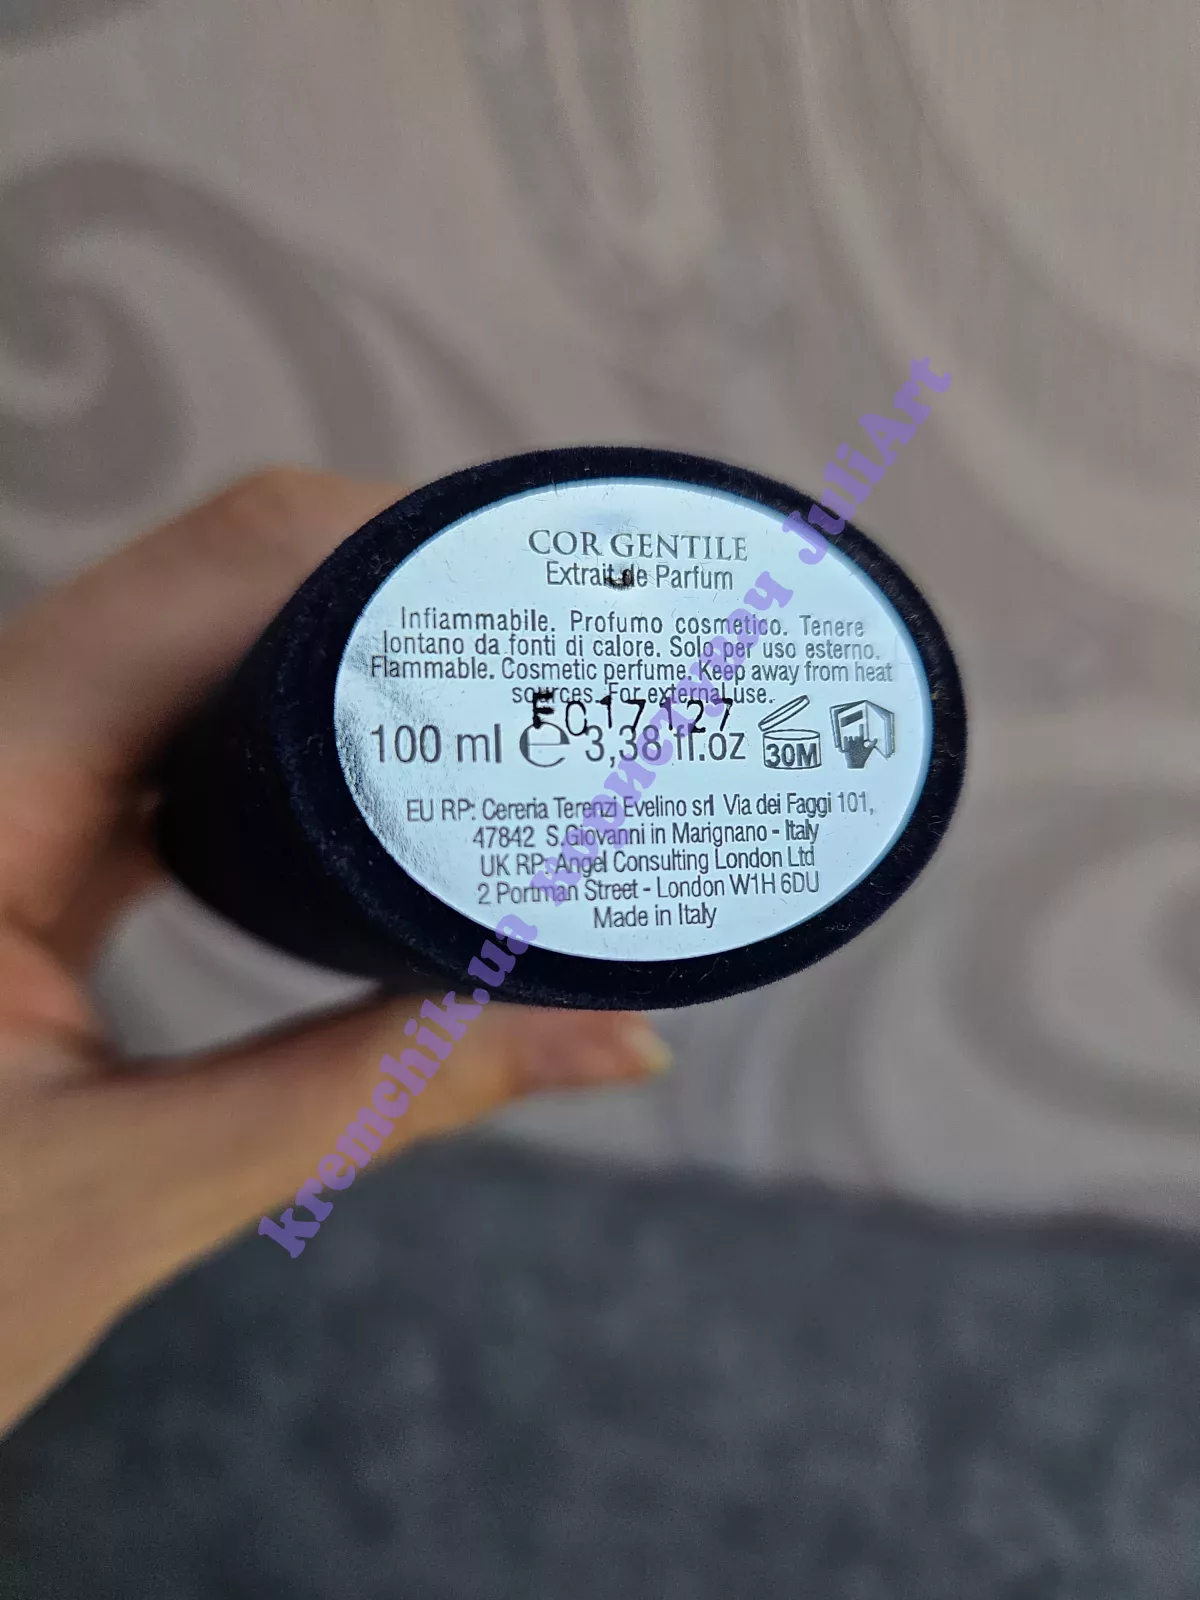 COR GENTILE
Extrait de Parfum
Infiammabile. Profumo cosmetico. Tenere
lontano da fonti di calore. Solo per uso esterno.
Flammable. Cosmetic perfume. Keep away from heat
sources. For external use.
100 ml e 3,38 fl.oz
30M
EU RP: Cereria Terenzi Evelino srl Via dei Faggi 101,
47842 S.Giovanni in Marignano - Italy
UK RP: Angel Consulting London Ltd
2 Portman Street - London W1H 6DU
Made in Italy
kremchik.ua користувач JuliArt